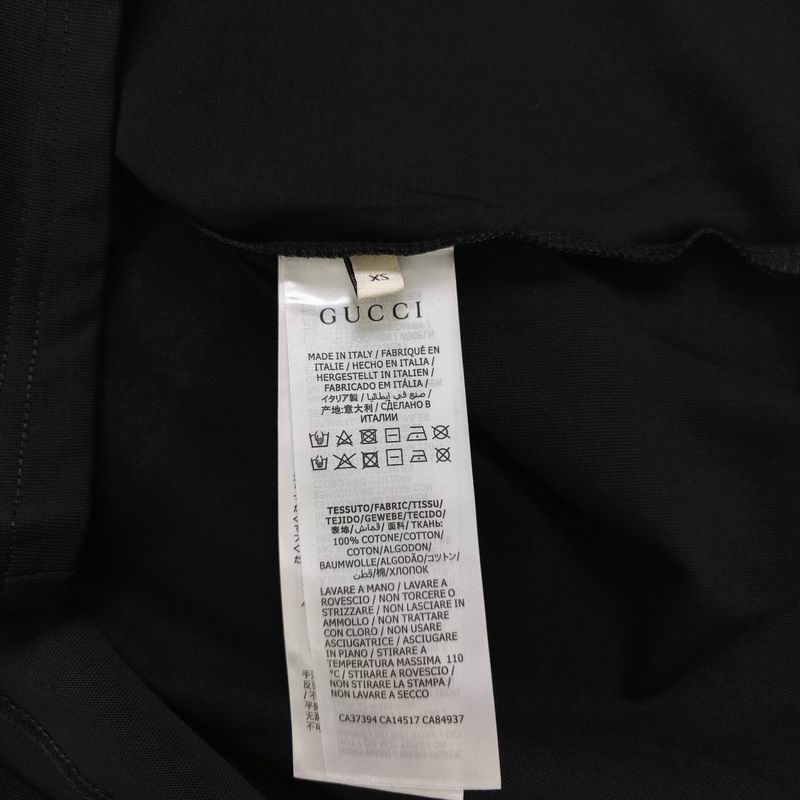 XS
GUCCI
MADE IN ITALY / FABRIQUÉ EN
ITALIE / HECHO EN ITALIA /
HERGESTELLT IN ITALIEN /
FABRICADO EM ITÁLIA /
イタリア製 / صنع في إيطاليا /
产地:意大利 / СДЕЛАНО В
ИТАЛИИ
TESSUTO/FABRIC/TISSU/
TEJIDO/GEWEBE/TECIDO/
表地/قماش/ 面料/ ТКАНЬ:
100% COTONE/COTTON/
COTON/ALGODON/
BAUMWOLLE/ALGODÃO/コットン/
قطن/棉/ХЛОПОК
LAVARE A MANO / LAVARE A
ROVESCIO / NON TORCERE O
STRIZZARE / NON LASCIARE IN
AMMOLLO / NON TRATTARE
CON CLORO / NON USARE
ASCIUGATRICE / ASCIUGARE
IN PIANO / STIRARE A
TEMPERATURA MASSIMA 110
°C / STIRARE A ROVESCIO /
NON STIRARE LA STAMPA /
NON LAVARE A SECCO
CA37394 CA14517 CA84937